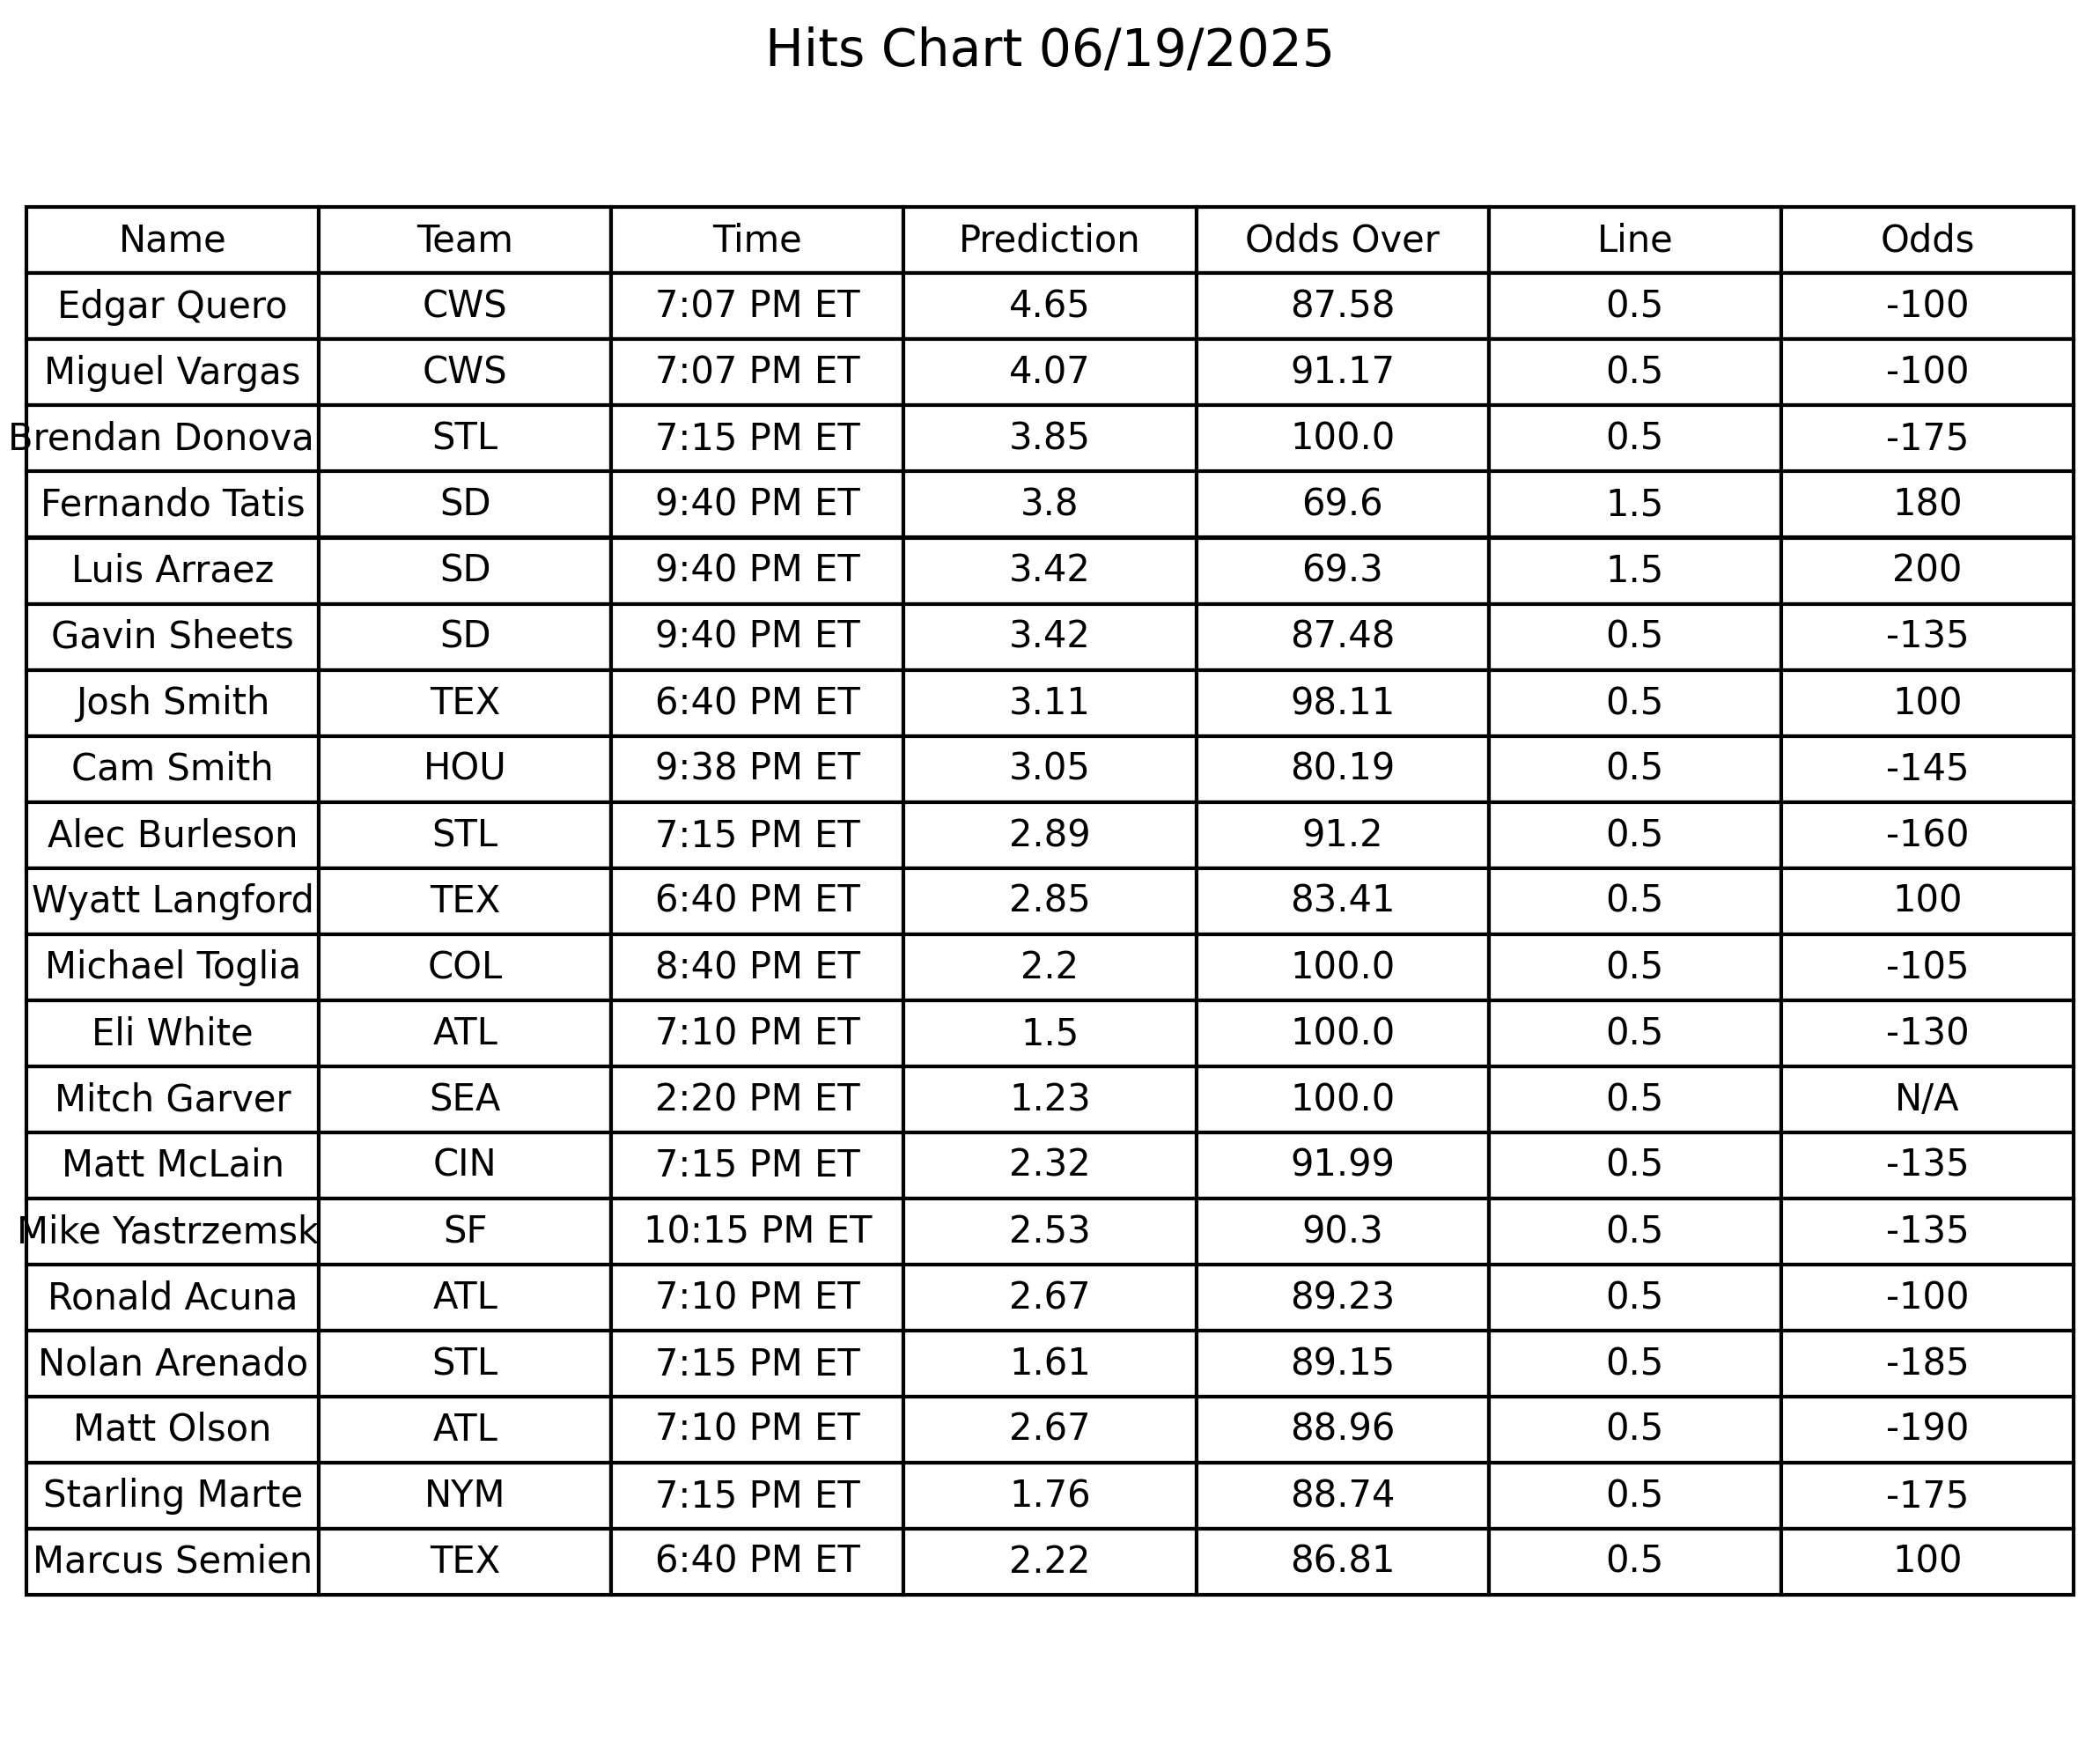 Hits Chart 06/19/2025
Name Team Time Prediction Odds Over Line Odds
Edgar Quero CWS 7:07 PM ET 4.65 87.58 0.5 -100
Miguel Vargas CWS 7:07 PM ET 4.07 91.17 0.5 -100
Brendan Donova STL 7:15 PM ET 3.85 100.0 0.5 -175
Fernando Tatis SD 9:40 PM ET 3.8 69.6 1.5 180
Luis Arraez SD 9:40 PM ET 3.42 69.3 1.5 200
Gavin Sheets SD 9:40 PM ET 3.42 87.48 0.5 -135
Josh Smith TEX 6:40 PM ET 3.11 98.11 0.5 100
Cam Smith HOU 9:38 PM ET 3.05 80.19 0.5 -145
Alec Burleson STL 7:15 PM ET 2.89 91.2 0.5 -160
Wyatt Langford TEX 6:40 PM ET 2.85 83.41 0.5 100
Michael Toglia COL 8:40 PM ET 2.2 100.0 0.5 -105
Eli White ATL 7:10 PM ET 1.5 100.0 0.5 -130
Mitch Garver SEA 2:20 PM ET 1.23 100.0 0.5 N/A
Matt McLain CIN 7:15 PM ET 2.32 91.99 0.5 -135
Mike Yastrzemsk SF 10:15 PM ET 2.53 90.3 0.5 -135
Ronald Acuna ATL 7:10 PM ET 2.67 89.23 0.5 -100
Nolan Arenado STL 7:15 PM ET 1.61 89.15 0.5 -185
Matt Olson ATL 7:10 PM ET 2.67 88.96 0.5 -190
Starling Marte NYM 7:15 PM ET 1.76 88.74 0.5 -175
Marcus Semien TEX 6:40 PM ET 2.22 86.81 0.5 100